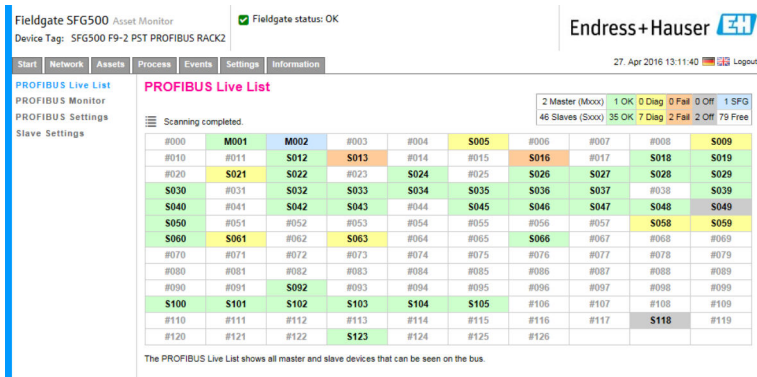 Fieldgate SFG500 Asset Monitor
Device Tag: SFG500 F9-2 PST PROFIBUS RACK2
Fieldgate status: OK
Endress+Hauser EH
Start Network Assets Process Events Settings Information
27. Apr 2016 13:11:40 Logout
PROFIBUS Live List
PROFIBUS Monitor
PROFIBUS Settings
Slave Settings
PROFIBUS Live List
2 Master (Mxxx) 1 OK 0 Diag 0 Fail 0 Off 1 SFG
46 Slaves (Sxxx) 35 OK 7 Diag 2 Fail 2 Off 79 Free
Scanning completed.
#000 M001 M002 #003 #004 S005 #006 #007 #008 S009
#010 #011 S012 S013 #014 #015 S016 #017 S018 S019
#020 S021 S022 #023 S024 #025 S026 S027 S028 S029
S030 #031 S032 S033 S034 S035 S036 S037 #038 S039
S040 #041 S042 S043 #044 S045 S046 S047 S048 S049
S050 #051 #052 #053 #054 #055 #056 #057 S058 S059
S060 S061 #062 S063 #064 #065 S066 #067 #068 #069
#070 #071 #072 #073 #074 #075 #076 #077 #078 #079
#080 #081 #082 #083 #084 #085 #086 #087 #088 #089
#090 #091 S092 #093 #094 #095 #096 #097 #098 #099
S100 S101 S102 S103 S104 S105 #106 #107 #108 #109
#110 #111 #112 #113 #114 #115 #116 #117 S118 #119
#120 #121 #122 S123 #124 #125 #126
The PROFIBUS Live List shows all master and slave devices that can be seen on the bus.